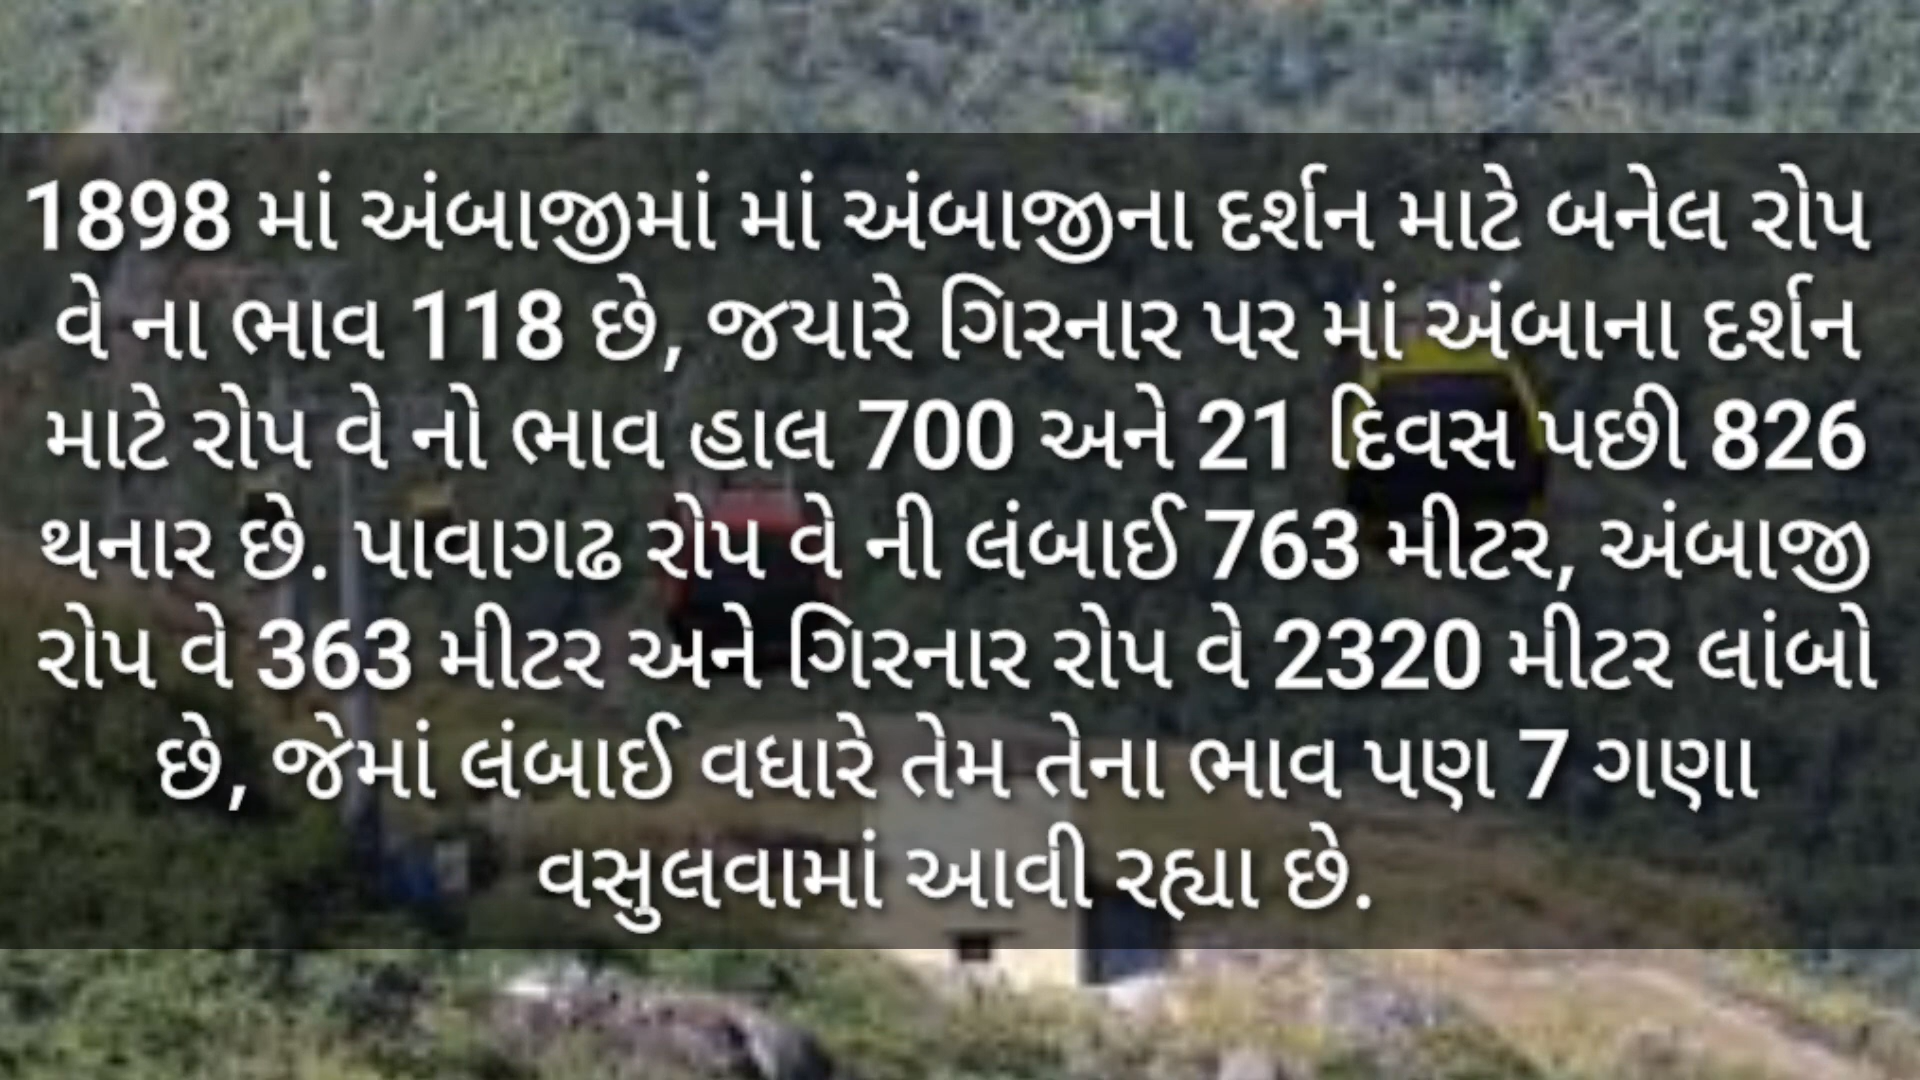 1898 માં અંબાજીમાં માં અંબાજીના દર્શન માટે બનેલ રોપ
વે ના ભાવ 118 છે, જયારે ગિરનાર પર માં અંબાના દર્શન
માટે રોપ વે નો ભાવ હાલ 700 અને 21 દિવસ પછી 826
થનાર છે. પાવાગઢ રોપ વે ની લંબાઈ 763 મીટર, અંબાજી
રોપ વે 363 મીટર અને ગિરનાર રોપ વે 2320 મીટર લાંબો
છે, જેમાં લંબાઈ વધારે તેમ તેના ભાવ પણ 7 ગણા
વસુલવામાં આવી રહ્યા છે.